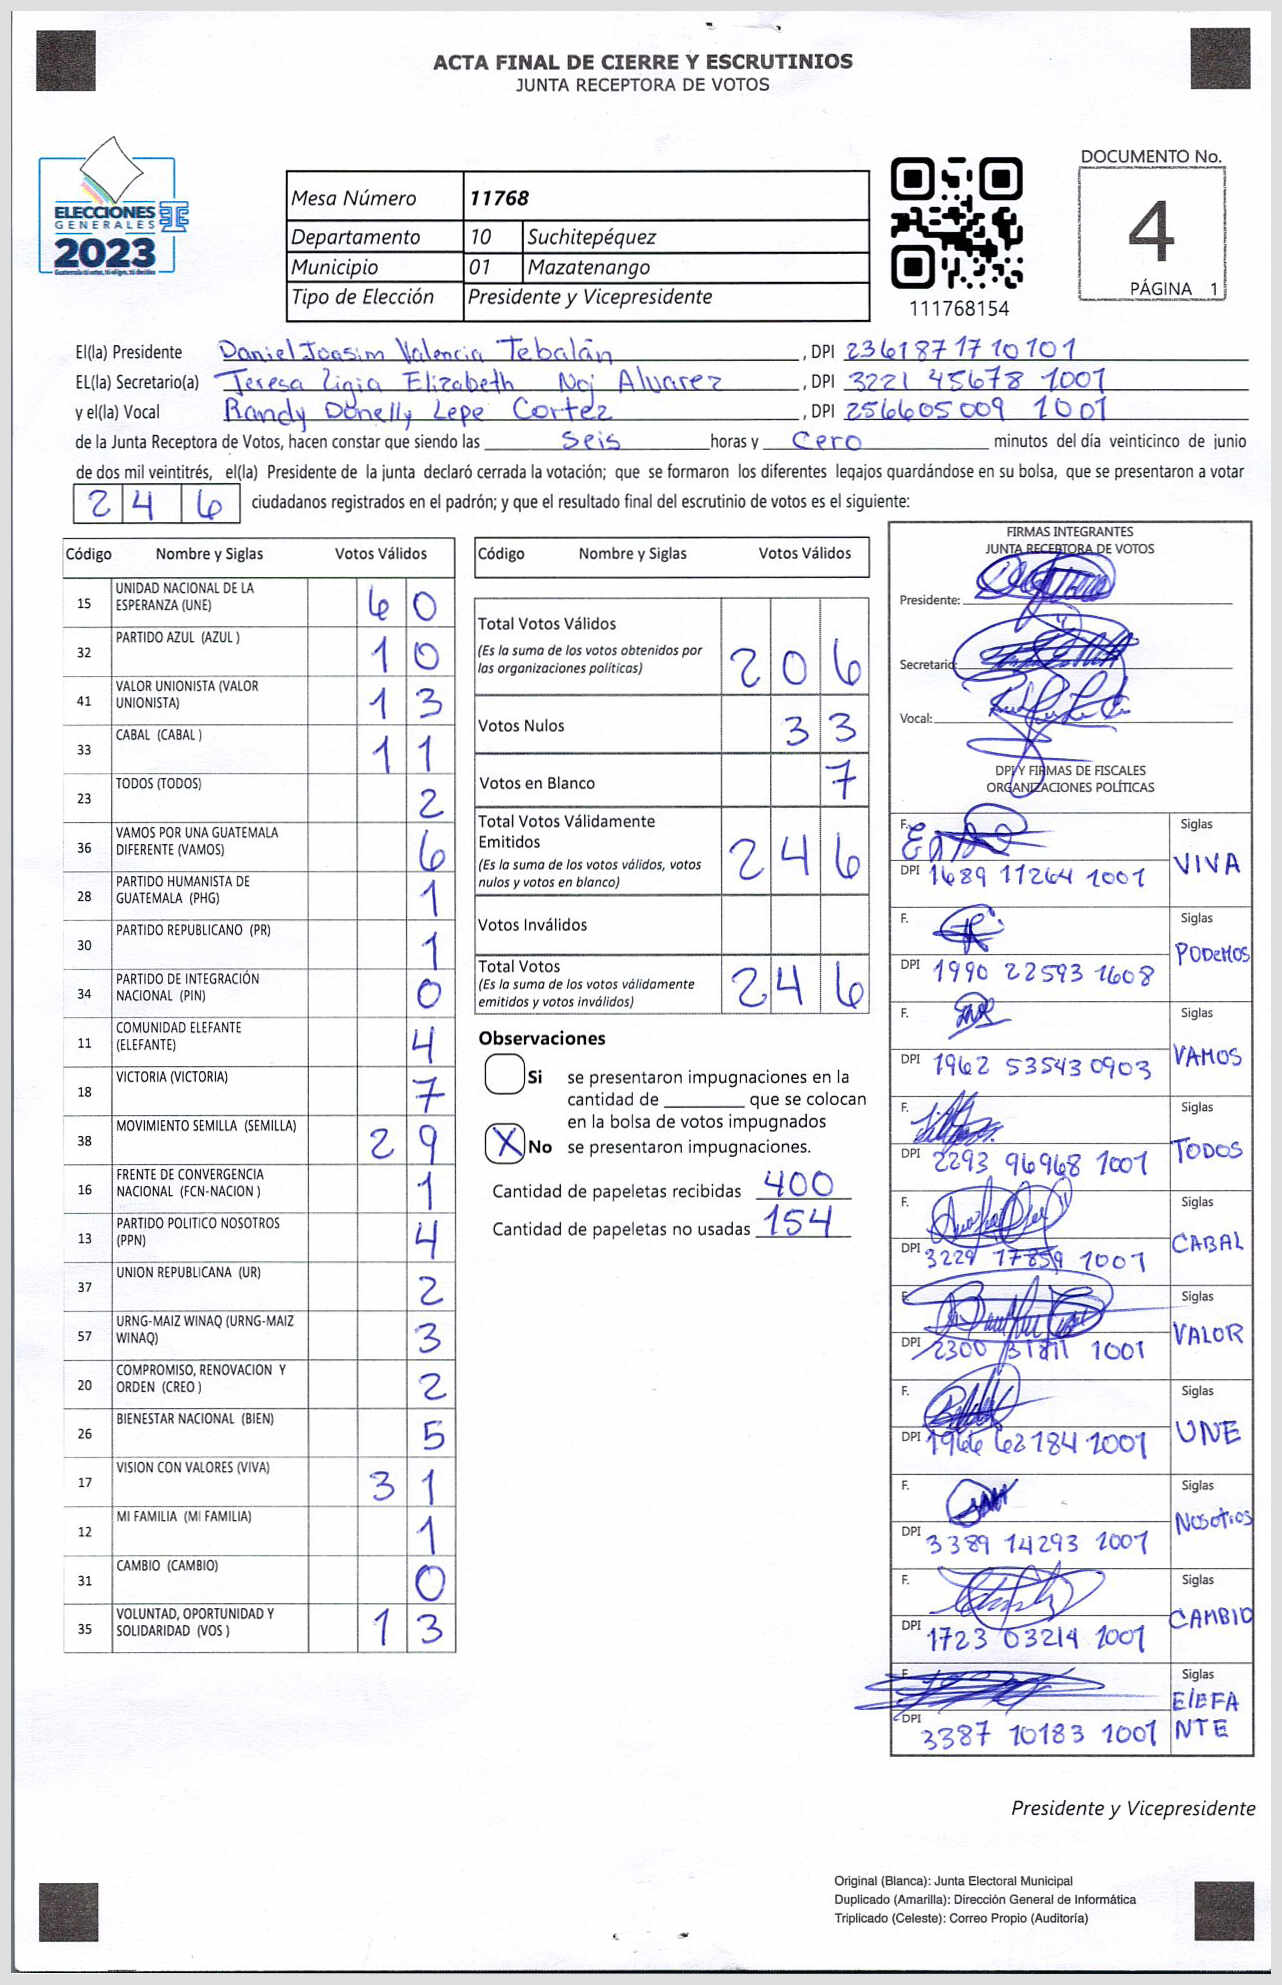 ACTA FINAL DE CIERRE Y ESCRUTINIOS
JUNTA RECEPTORA DE VOTOS
ELECCIONES
GENERALES
2023
Mesa Número 11768
Departamento 10 Suchitepéquez
Municipio 01 Mazatenango
Tipo de Elección Presidente y Vicepresidente
111768154
DOCUMENTO No.
4
PÁGINA 1
El(la) Presidente Daniel Joasim Valencia Tebalán, DPI 2361871710101
EL(la) Secretario(a) Teresa Ligia Elizabeth Noj Alvarez, DPI 3221 45678 1001
y el(la) Vocal Randy Donelly Lepe Cortez, DPI 256605009 1001
de la Junta Receptora de Votos, hacen constar que siendo las seis horas y cero minutos del día veinticinco de junio
de dos mil veintitrés, el(la) Presidente de la junta declaró cerrada la votación; que se formaron los diferentes legajos quardándose en su bolsa, que se presentaron a votar
246 ciudadanos registrados en el padrón; y que el resultado final del escrutinio de votos es el siguiente:
Código Nombre y Siglas Votos Válidos
15 UNIDAD NACIONAL DE LA ESPERANZA (UNE) 60
32 PARTIDO AZUL (AZUL ) 10
41 VALOR UNIONISTA (VALOR UNIONISTA) 13
33 CABAL (CABAL ) 11
23 TODOS (TODOS) 2
36 VAMOS POR UNA GUATEMALA DIFERENTE (VAMOS) 6
28 PARTIDO HUMANISTA DE GUATEMALA (PHG) 1
30 PARTIDO REPUBLICANO (PR) 1
34 PARTIDO DE INTEGRACIÓN NACIONAL (PIN) 0
11 COMUNIDAD ELEFANTE (ELEFANTE) 4
18 VICTORIA (VICTORIA) 7
38 MOVIMIENTO SEMILLA (SEMILLA) 29
16 FRENTE DE CONVERGENCIA NACIONAL (FCN-NACION ) 1
13 PARTIDO POLITICO NOSOTROS (PPN) 4
37 UNION REPUBLICANA (UR) 2
57 URNG-MAIZ WINAQ (URNG-MAIZ WINAQ) 3
20 COMPROMISO, RENOVACION Y ORDEN (CREO ) 2
26 BIENESTAR NACIONAL (BIEN) 5
17 VISION CON VALORES (VIVA) 31
12 MI FAMILIA (MI FAMILIA) 1
31 CAMBIO (CAMBIO) 0
35 VOLUNTAD, OPORTUNIDAD Y SOLIDARIDAD (VOS ) 13
Código Nombre y Siglas Votos Válidos
Total Votos Válidos 206
(Es la suma de los votos obtenidos por
las organizaciones políticas)
Votos Nulos 33
Votos en Blanco 7
Total Votos Válidamente
Emitidos 246
(Es la suma de los votos válidos, votos
nulos y votos en blanco)
Votos Inválidos
Total Votos 246
(Es la suma de los votos válidamente
emitidos y votos inválidos)
Observaciones
Si se presentaron impugnaciones en la
cantidad de ________ que se colocan
en la bolsa de votos impugnados
X No se presentaron impugnaciones.
Cantidad de papeletas recibidas 400
Cantidad de papeletas no usadas 154
FIRMAS INTEGRANTES
JUNTA RECEPTORA DE VOTOS
Presidente:
Secretario:
Vocal:
DPI Y FIRMAS DE FISCALES
ORGANIZACIONES POLÍTICAS
F. Siglas
DPI 1689 11264 1001 VIVA
F. Siglas
DPI 1990 22593 1608 PODEMOS
F. Siglas
DPI 1962 53543 0903 VAMOS
F. Siglas
DPI 2293 96968 1001 TODOS
F. Siglas
DPI 3229 17859 1001 CABAL
F. Siglas
DPI 2300 31811 1001 VALOR
F. Siglas
DPI 1966 62184 1001 UNE
F. Siglas
DPI 3389 14293 1001 Nosotros
F. Siglas
DPI 1723 03214 1001 CAMBIO
F. Siglas
DPI 3387 10183 1001 ElEFANTE
Presidente y Vicepresidente
Original (Blanca): Junta Electoral Municipal
Duplicado (Amarilla): Dirección General de Informática
Triplicado (Celeste): Correo Propio (Auditoría)